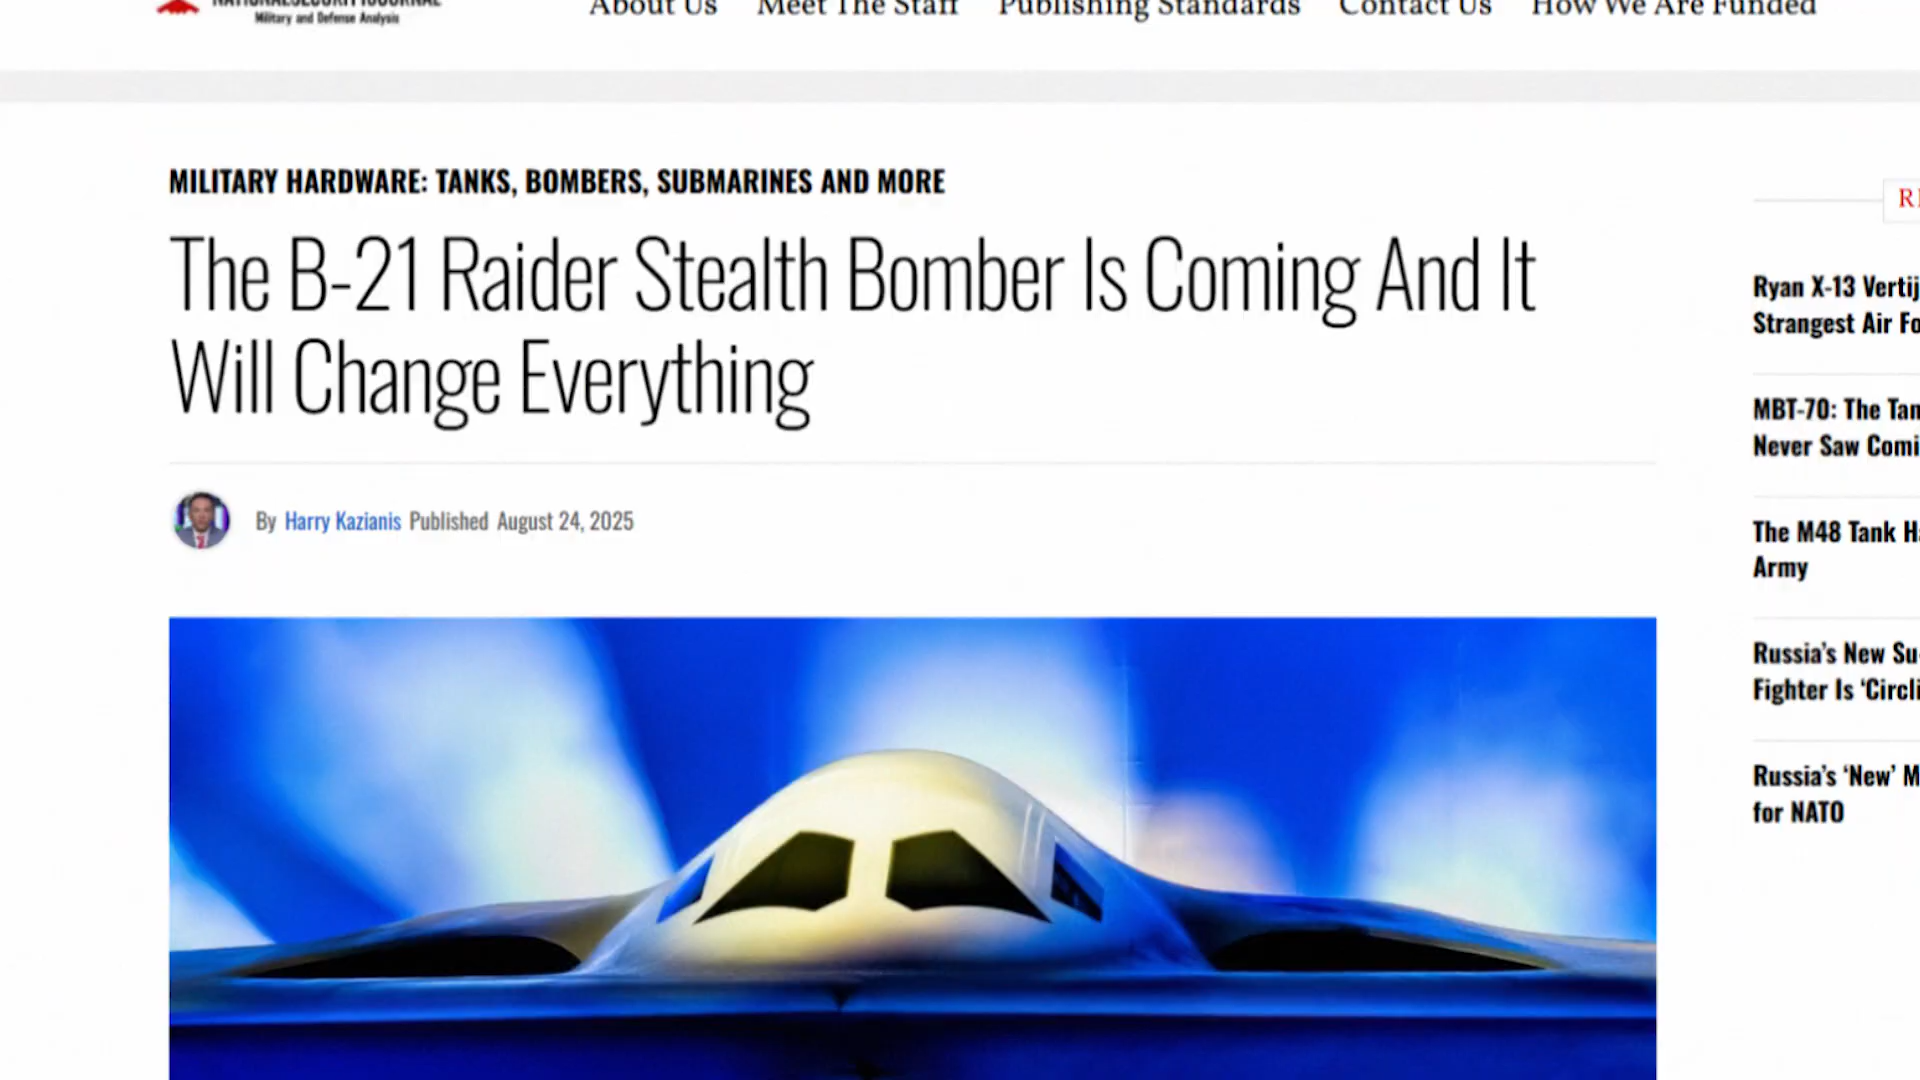 NATIONALSECURITYJOURNAL
Military and Defense Analysis
About Us Meet The Staff Publishing Standards Contact Us How We Are Funded
MILITARY HARDWARE: TANKS, BOMBERS, SUBMARINES AND MORE
The B-21 Raider Stealth Bomber Is Coming And It
Will Change Everything
By Harry Kazianis Published August 24, 2025
Ryan X-13 Vertij
Strangest Air Fo
MBT-70: The Tan
Never Saw Comi
The M48 Tank H
Army
Russia's New Su-
Fighter Is 'Circli
Russia's 'New' M
for NATO